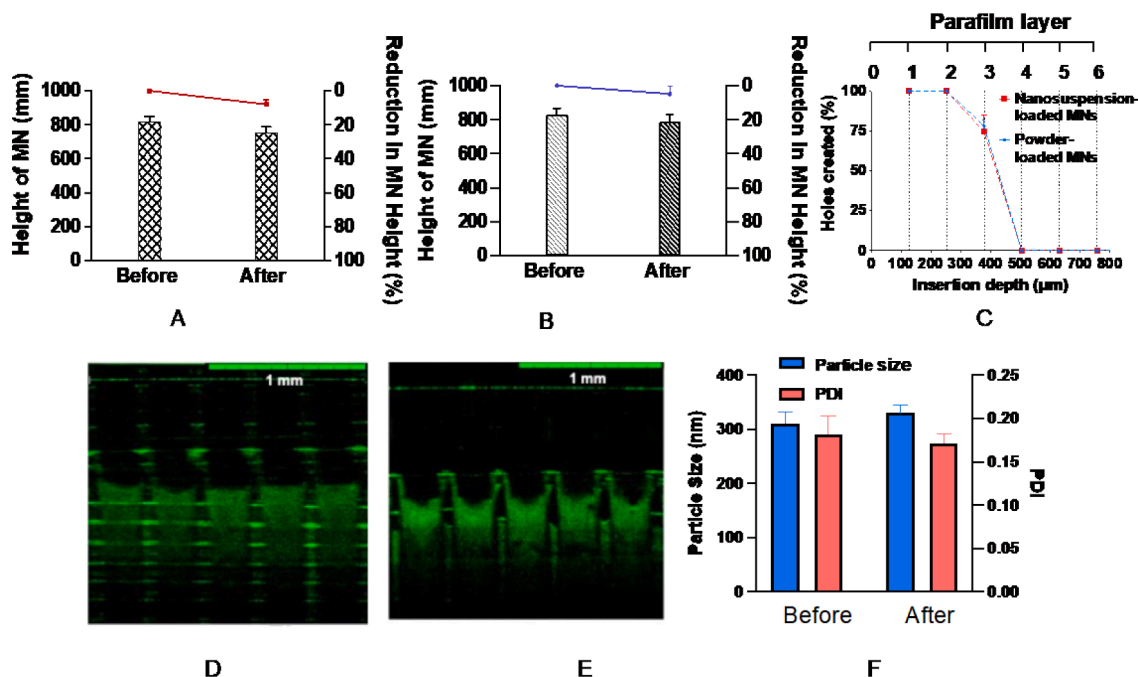 Height of MN (mm)
1000
800
600
400
200
0
Before
After
0
20
40
60
80
100
Reduction In MN Height (%)
A
Height of MN (mm)
1000
800
600
400
200
0
Before
After
0
20
40
60
80
100
Reduction In MN Height (%)
B
Parafilm layer
0 1 2 3 4 5 6
Holes created (%)
100
75
50
25
0
Nanosuspension-
loaded MNs
Powder-
loaded MNs
0 100 200 300 400 500 600 700 800
Insertion depth (μm)
C
1 mm
D
1 mm
E
Particle size
PDI
Particle Size (nm)
400
300
200
100
0
Before
After
0.25
0.20
0.15
0.10
0.05
0.00
PDI
F